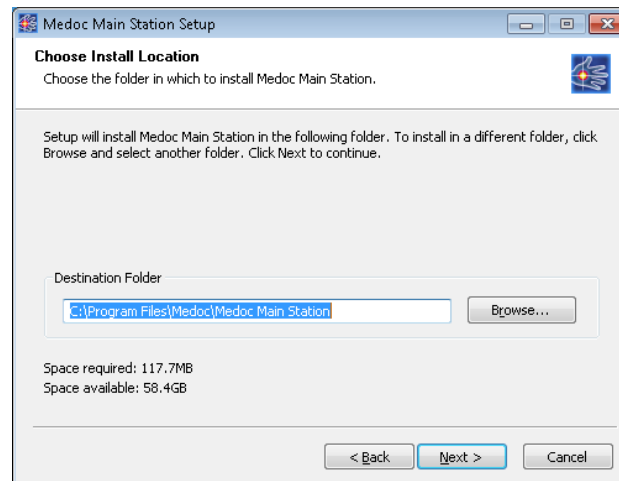 Medoc Main Station Setup
Choose Install Location
Choose the folder in which to install Medoc Main Station.
Setup will install Medoc Main Station in the following folder. To install in a different folder, click
Browse and select another folder. Click Next to continue.
Destination Folder
C:\Program Files\Medoc\Medoc Main Station
Browse...
Space required: 117.7MB
Space available: 58.4GB
< Back
Next >
Cancel